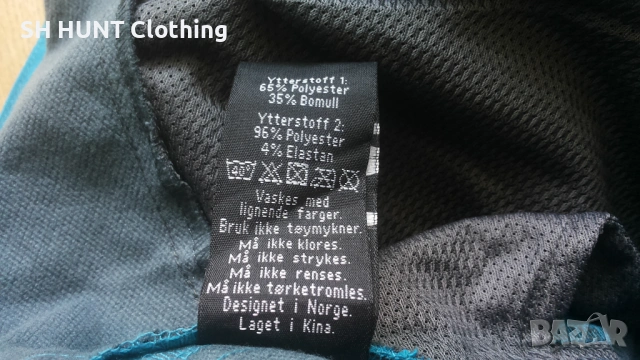 SH HUNT Clothing
Ytterstoff 1:
65% Polyester
35% Bomull
Ytterstoff 2:
96% Polyester
4% Elastan
40°
Vaskes med
lignende farger.
Bruk ikke tøymykner.
Må ikke klores.
Må ikke strykes.
Må ikke renses.
Må ikke tørketromles.
Designet i Norge.
Laget i Kina.
BAZAR